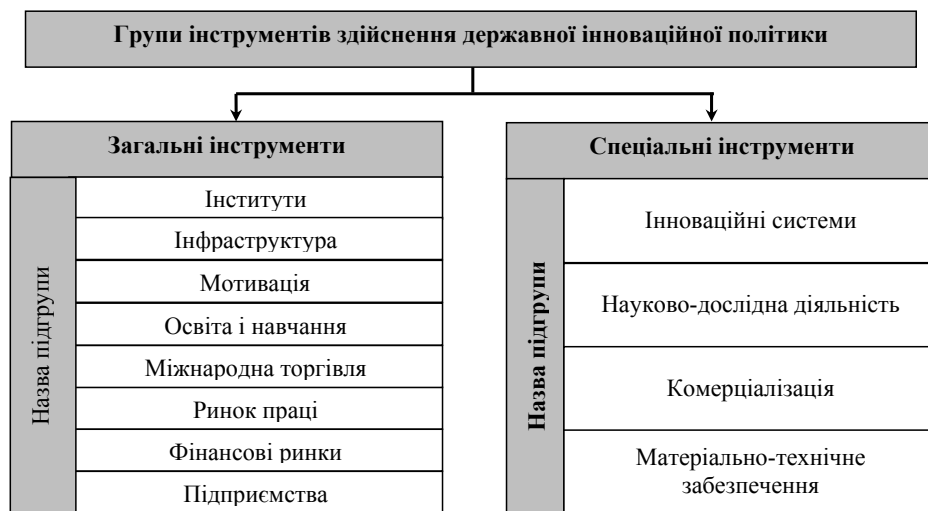 Групи інструментів здійснення державної інноваційної політики
Загальні інструменти
Назва підгрупи
Інститути
Інфраструктура
Мотивація
Освіта і навчання
Міжнародна торгівля
Ринок праці
Фінансові ринки
Підприємства
Спеціальні інструменти
Назва підгрупи
Інноваційні системи
Науково-дослідна діяльність
Комерціалізація
Матеріально-технічне
забезпечення